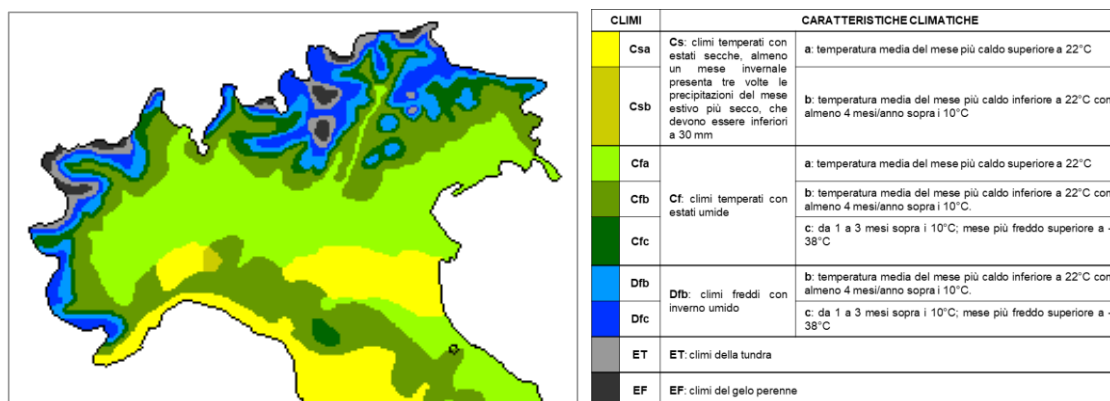 CLIMI
CARATTERISTICHE CLIMATICHE
Csa
Cs: climi temperati con
estati secche, almeno
un mese invernale
presenta tre volte le
precipitazioni del mese
estivo più secco, che
devono essere inferiori
a 30 mm
a: temperatura media del mese più caldo superiore a 22°C
Csb
b: temperatura media del mese più caldo inferiore a 22°C con
almeno 4 mesi/anno sopra i 10°C
Cfa
Cf: climi temperati con
estati umide
a: temperatura media del mese più caldo superiore a 22°C
Cfb
b: temperatura media del mese più caldo inferiore a 22°C con
almeno 4 mesi/anno sopra i 10°C.
Cfc
c: da 1 a 3 mesi sopra i 10°C; mese più freddo superiore a -
38°C
Dfb
Dfb: climi freddi con
inverno umido
b: temperatura media del mese più caldo inferiore a 22°C con
almeno 4 mesi/anno sopra i 10°C.
Dfc
c: da 1 a 3 mesi sopra i 10°C; mese più freddo superiore a -
38°C
ET
ET: climi della tundra
EF
EF: climi del gelo perenne